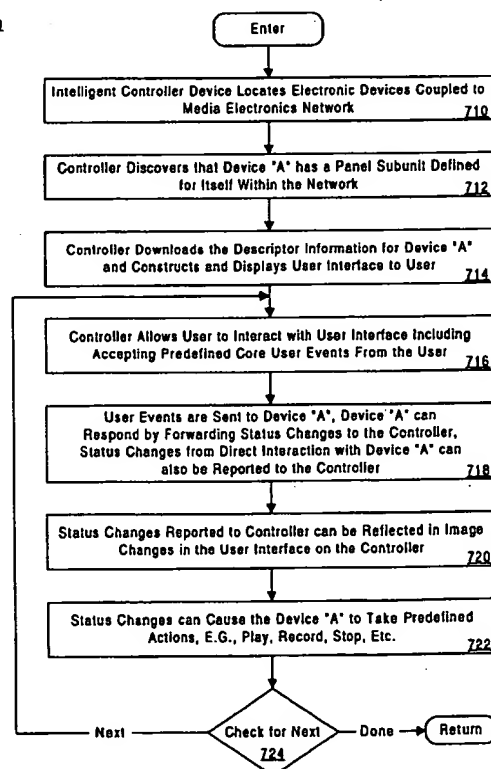 Enter
Intelligent Controller Device Locates Electronic Devices Coupled to
Media Electronics Network
710
Controller Discovers that Device "A" has a Panel Subunit Defined
for Itself Within the Network
712
Controller Downloads the Descriptor Information for Device "A"
and Constructs and Displays User Interface to User
714
Controller Allows User to Interact with User Interface Including
Accepting Predefined Core User Events From the User
716
User Events are Sent to Device "A", Device "A" can
Respond by Forwarding Status Changes to the Controller,
Status Changes from Direct Interaction with Device "A" can
also be Reported to the Controller
718
Status Changes Reported to Controller can be Reflected in Image
Changes in the User Interface on the Controller
720
Status Changes can Cause the Device "A" to Take Predefined
Actions, E.G., Play, Record, Stop, Etc.
722
Next
Check for Next
724
Done
Return